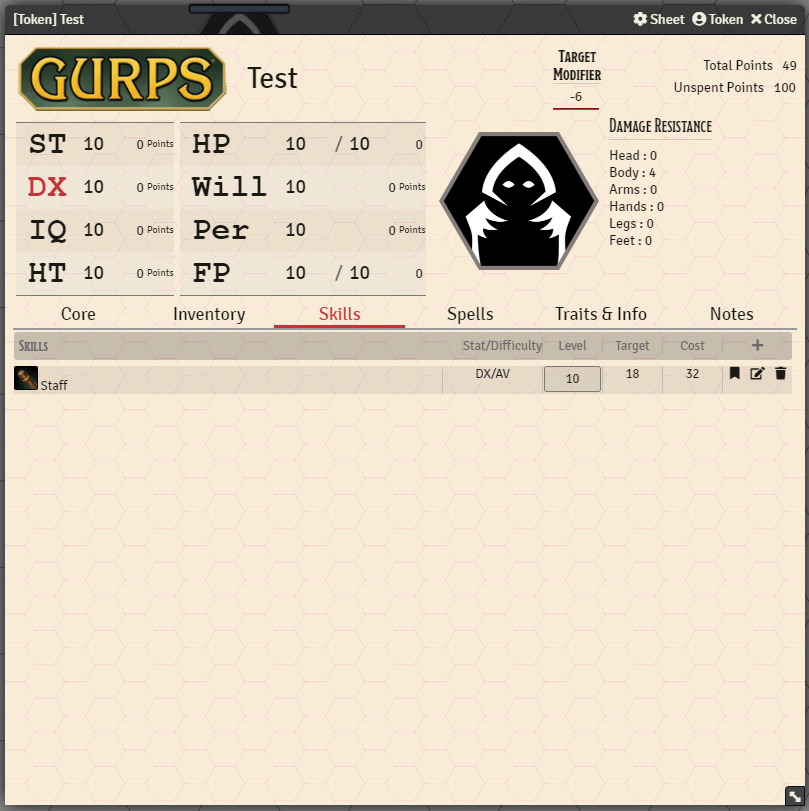 [Token] Test Sheet Token Close
GURPS Test
Target Modifier
-6
Total Points 49
Unspent Points 100
ST 10 0 Points HP 10 / 10 0
DX 10 0 Points Will 10 0 Points
IQ 10 0 Points Per 10 0 Points
HT 10 0 Points FP 10 / 10 0
Damage Resistance
Head : 0
Body : 4
Arms : 0
Hands : 0
Legs : 0
Feet : 0
Core Inventory Skills Spells Traits & Info Notes
Skills Stat/Difficulty Level Target Cost +
Staff DX/AV 10 18 32